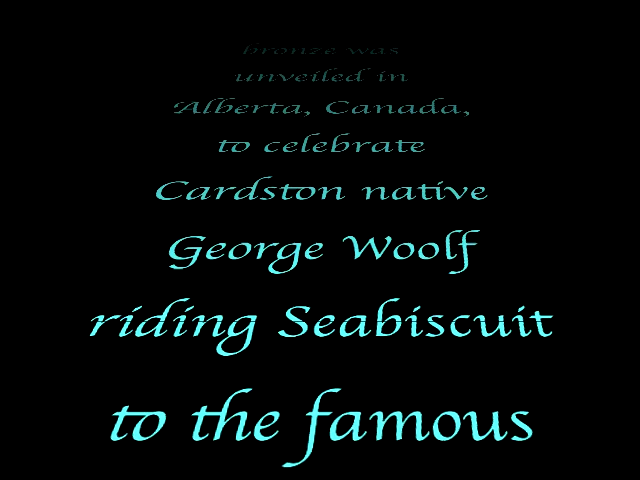 bronze was
unveiled in
Alberta, Canada,
to celebrate
Cardston native
George Woolf
riding Seabiscuit
to the famous